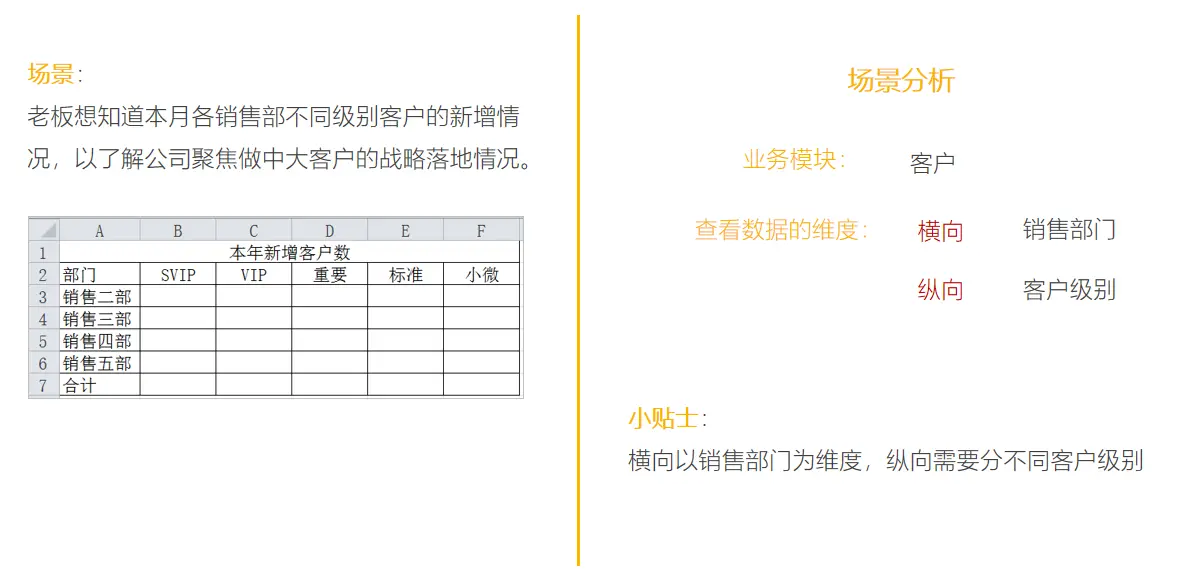 场景：
老板想知道本月各销售部不同级别客户的新增情
况，以了解公司聚焦做中大客户的战略落地情况。
A B C D E F
1 本年新增客户数
2 部门 SVIP VIP 重要 标准 小微
3 销售二部
4 销售三部
5 销售四部
6 销售五部
7 合计
场景分析
业务模块： 客户
查看数据的维度： 横向 销售部门
纵向 客户级别
小贴士：
横向以销售部门为维度，纵向需要分不同客户级别